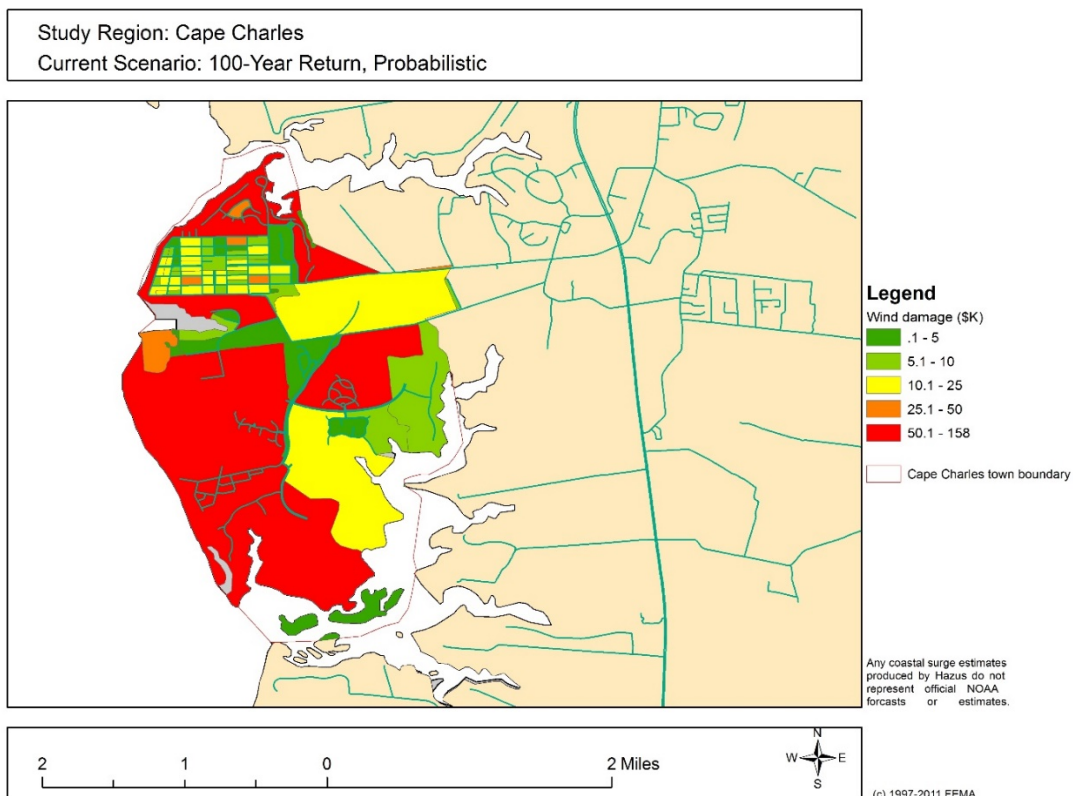 Study Region: Cape Charles
Current Scenario: 100-Year Return, Probabilistic
Legend
Wind damage ($K)
.1 - 5
5.1 - 10
10.1 - 25
25.1 - 50
50.1 - 158
Cape Charles town boundary
Any coastal surge estimates
produced by Hazus do not
represent official NOAA
forcasts or estimates.
2 1 0 2 Miles
N
W E
S
(c) 1997-2011 FEMA